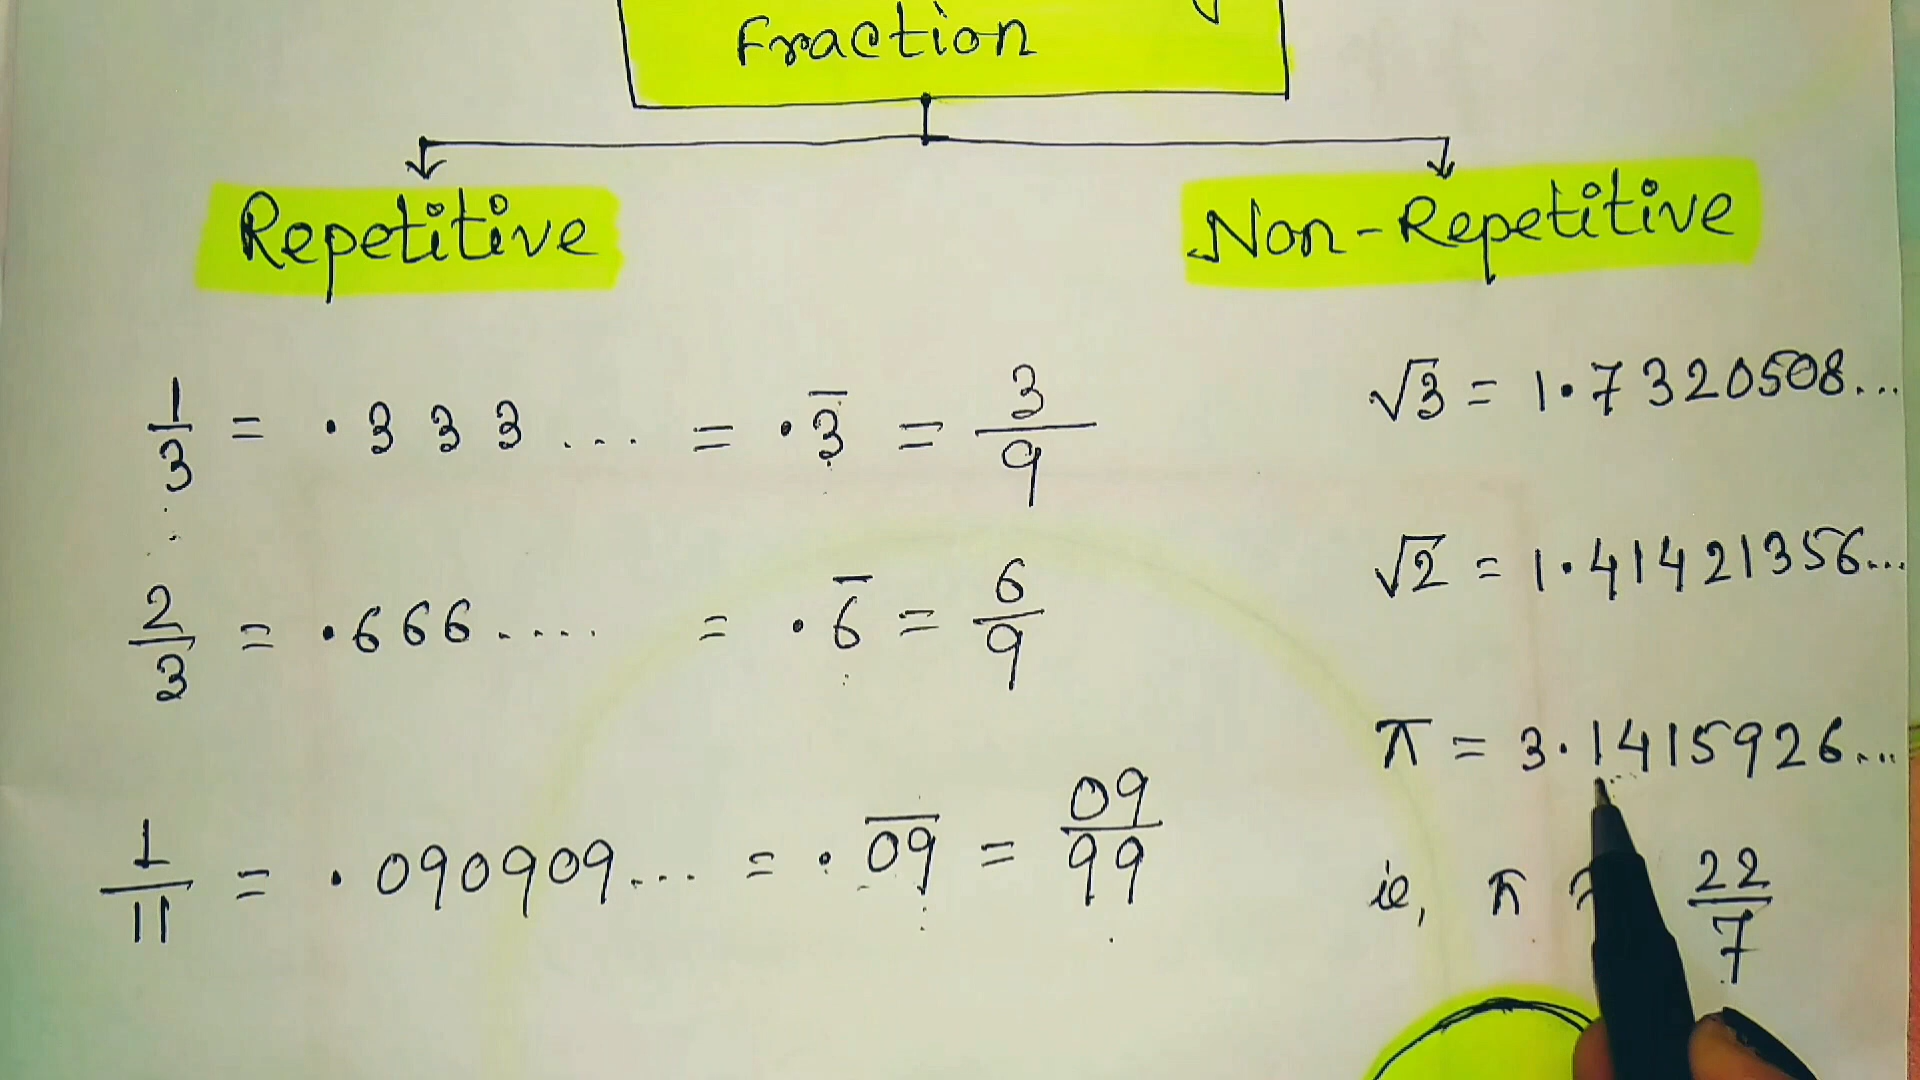 Fraction
Repetitive
Non-Repetitive
1/3 = .333... = .3̅ = 3/9
2/3 = .666.... = .6̅ = 6/9
1/11 = .090909... = .0̅9̅ = 09/99
√3 = 1.7320508...
√2 = 1.41421356...
π = 3.1415926...
ie, π 22/7